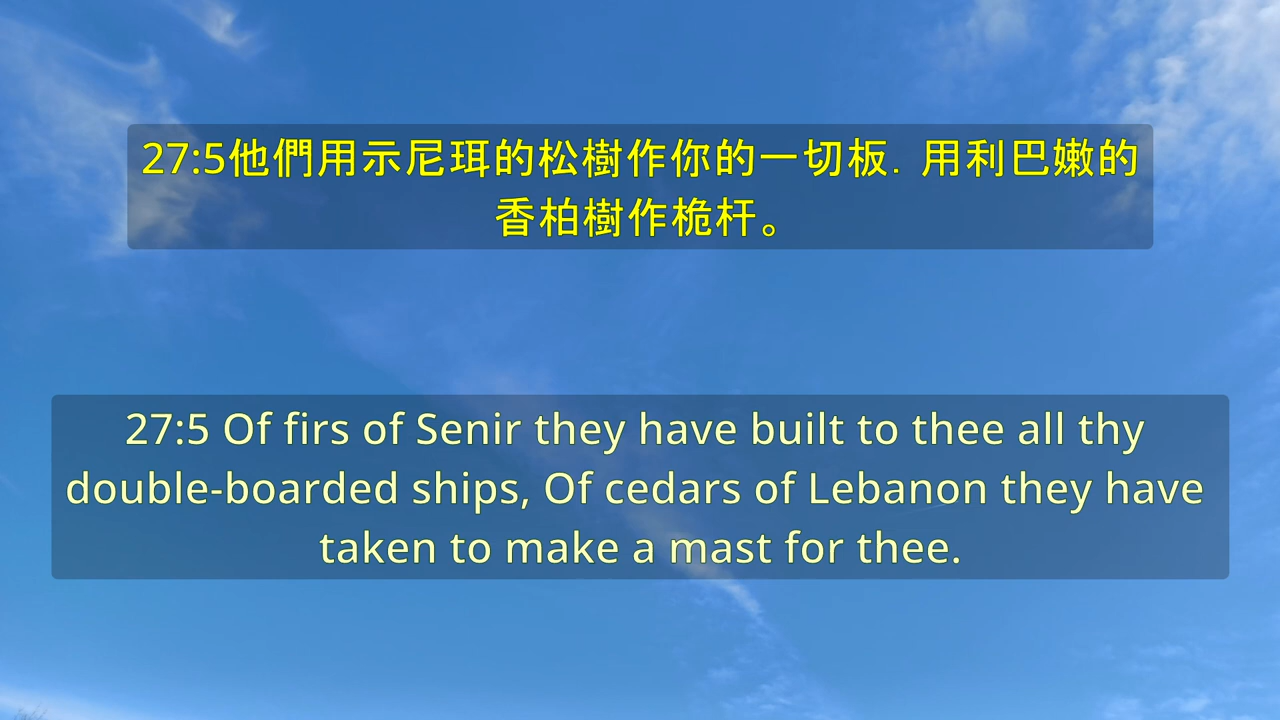 27:5他們用示尼珥的松樹作你的一切板. 用利巴嫩的
香柏樹作桅杆。
27:5 Of firs of Senir they have built to thee all thy
double-boarded ships, Of cedars of Lebanon they have
taken to make a mast for thee.